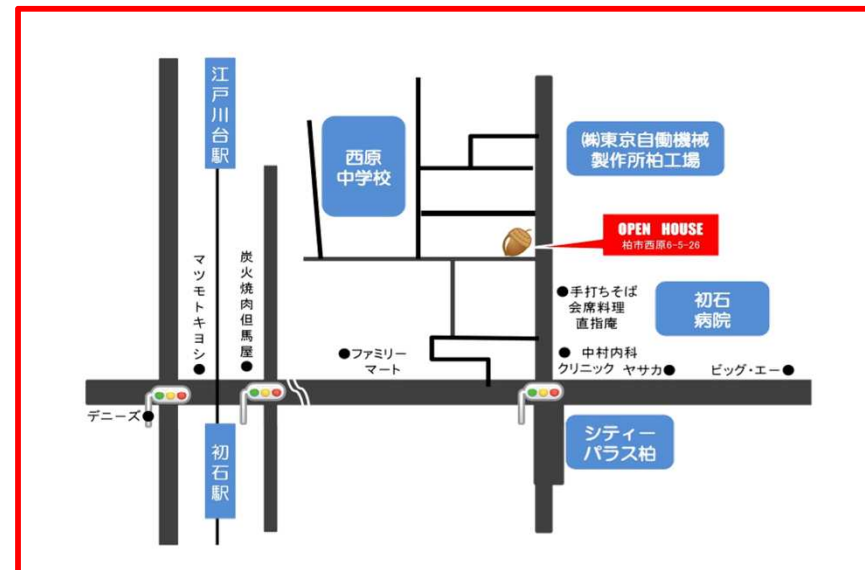 江戸川台駅
西原
中学校
㈱東京自働機械
製作所柏工場
OPEN HOUSE
柏市西原6-5-26
マツモトキヨシ
炭火焼肉但馬屋
手打ちそば
会席料理
直指庵
初石
病院
ファミリー
マート
中村内科
クリニック
ヤサカ
ビッグ・エー
デニーズ
初石駅
シティー
パラス柏